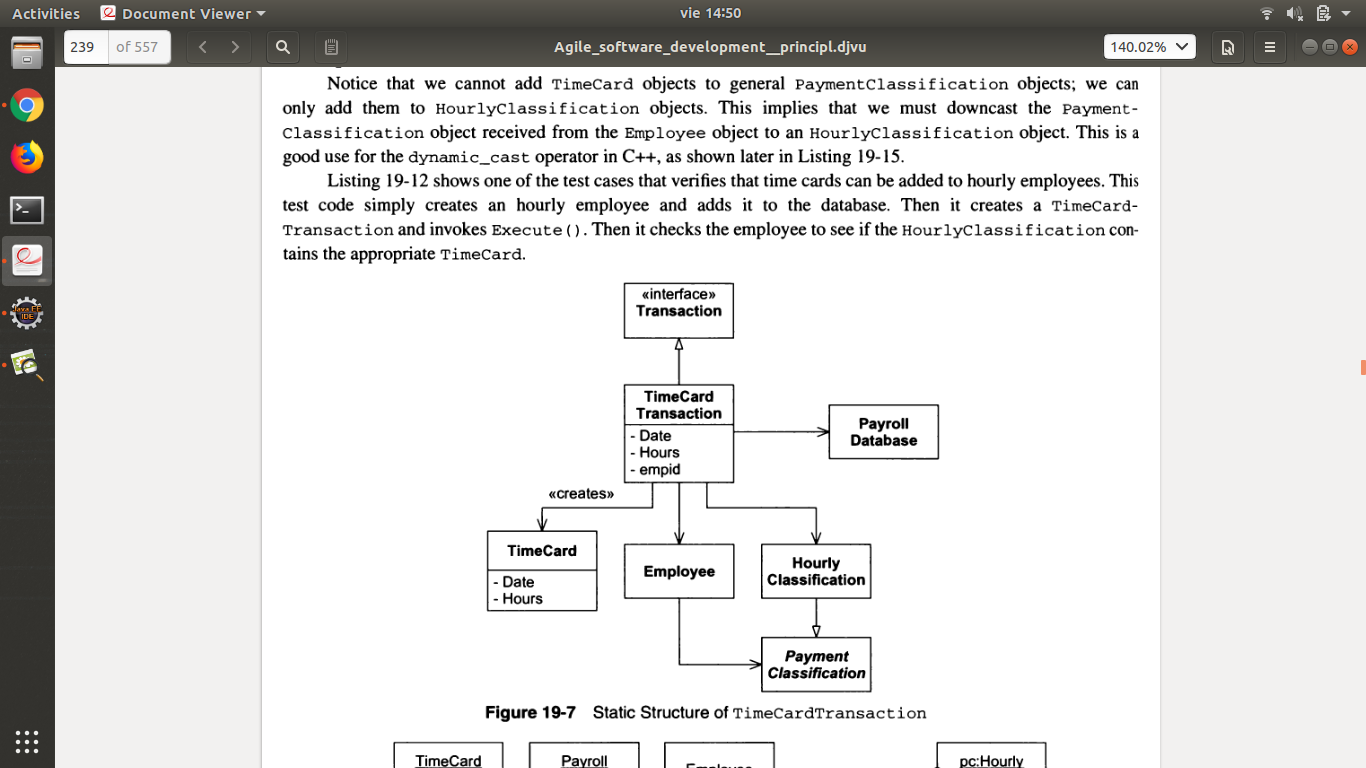 Activities
Document Viewer
vie 14:50
239 of 557
Agile_software_development__principl.djvu
140.02%
Notice that we cannot add TimeCard objects to general PaymentClassification objects; we can
only add them to HourlyClassification objects. This implies that we must downcast the Payment-
Classification object received from the Employee object to an HourlyClassification object. This is a
good use for the dynamic_cast operator in C++, as shown later in Listing 19-15.
Listing 19-12 shows one of the test cases that verifies that time cards can be added to hourly employees. This
test code simply creates an hourly employee and adds it to the database. Then it creates a TimeCard-
Transaction and invokes Execute(). Then it checks the employee to see if the HourlyClassification con-
tains the appropriate TimeCard.
«interface»
Transaction
TimeCard
Transaction
- Date
- Hours
- empid
Payroll
Database
«creates»
TimeCard
- Date
- Hours
Employee
Hourly
Classification
Payment
Classification
Figure 19-7 Static Structure of TimeCardTransaction
TimeCard
Payroll
Employee
pc:Hourly